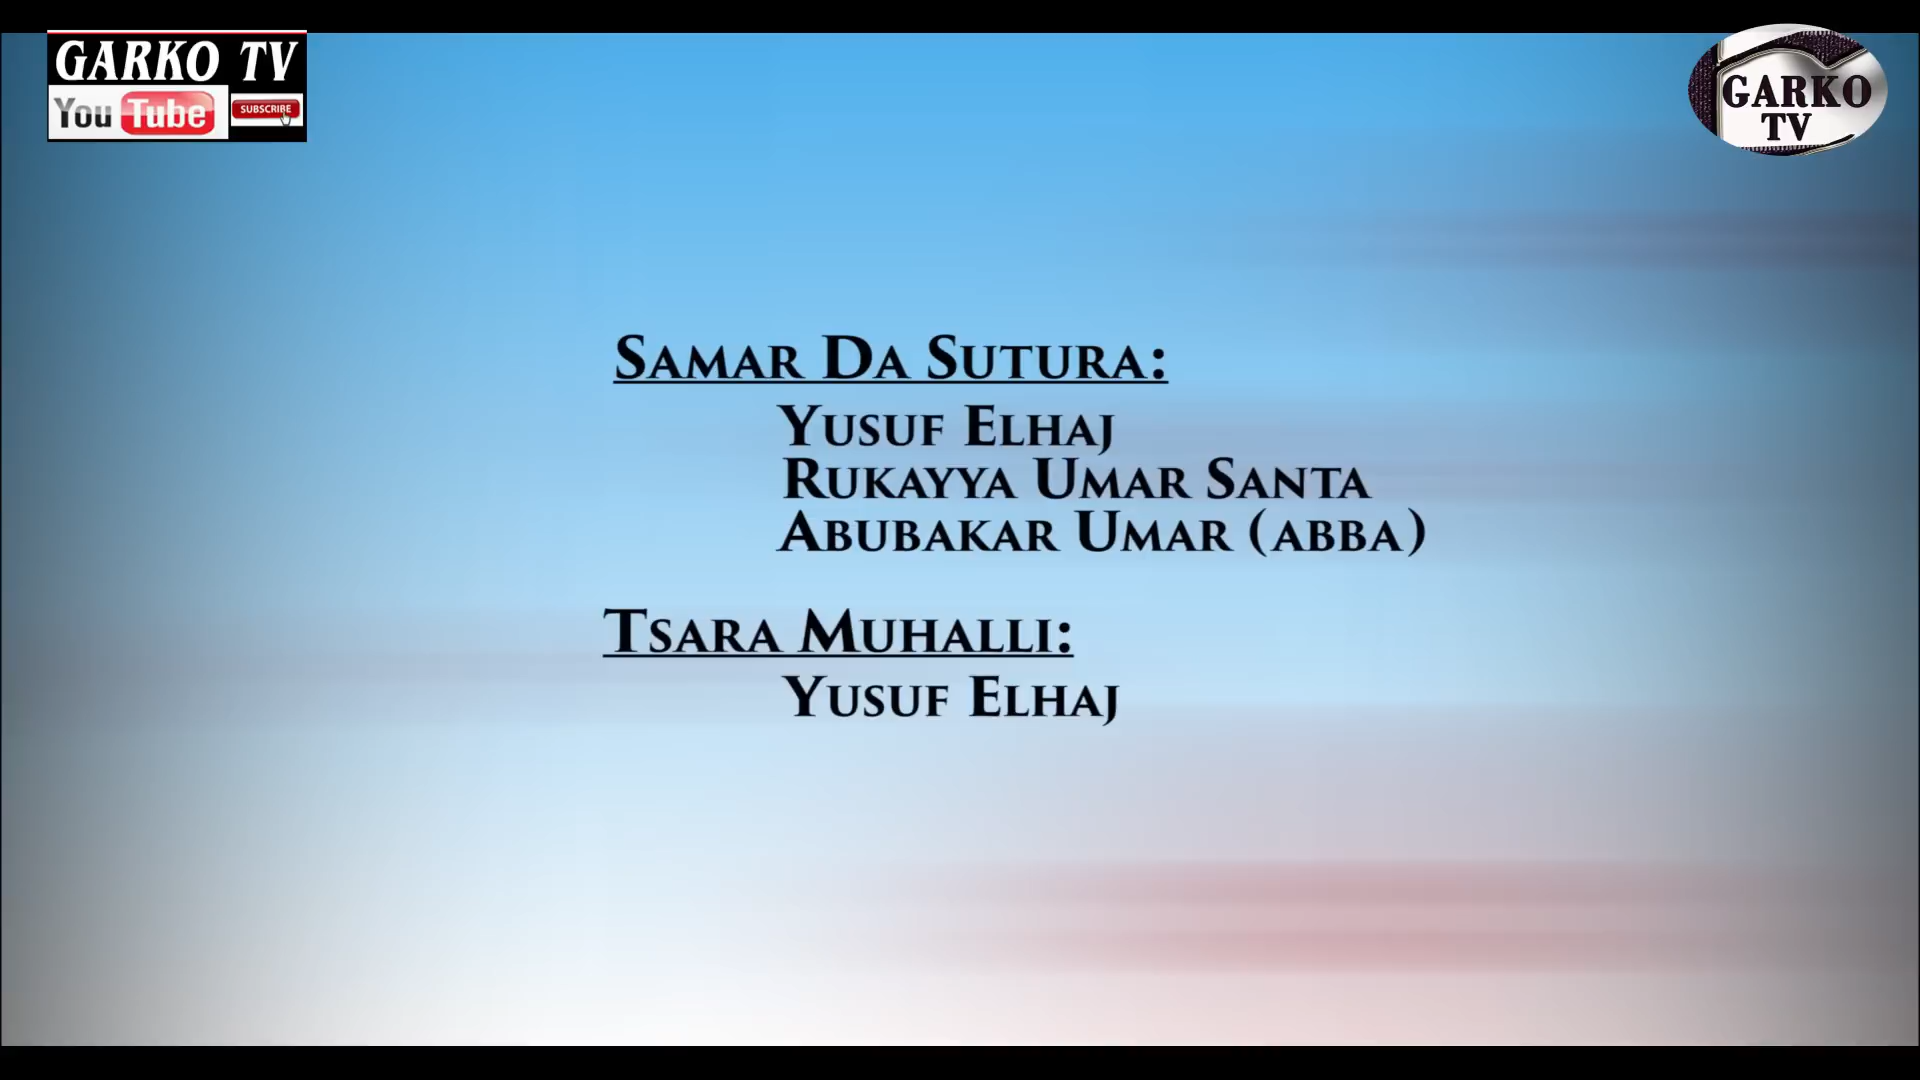 GARKO TV
You Tube
SUBSCRIBE
GARKO
TV
SAMAR DA SUTURA:
YUSUF ELHAJ
RUKAYYA UMAR SANTA
ABUBAKAR UMAR (ABBA)
TSARA MUHALLI:
YUSUF ELHAJ